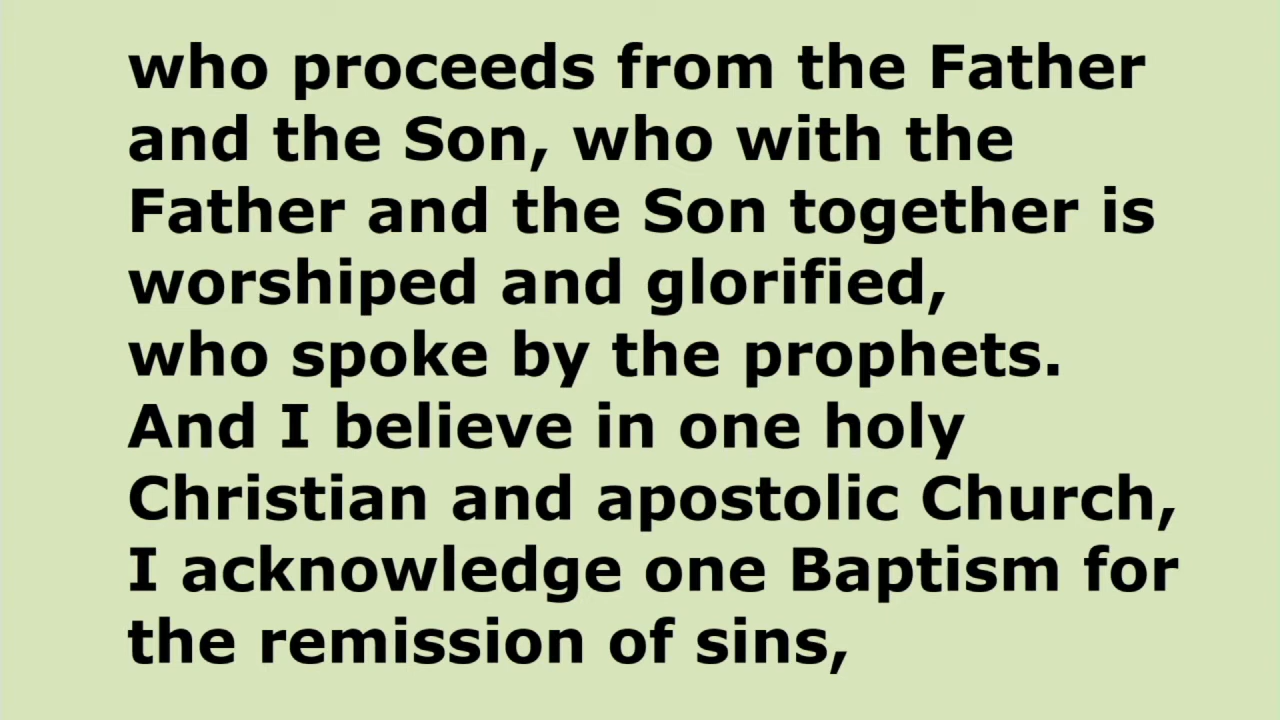 who proceeds from the Father
and the Son, who with the
Father and the Son together is
worshiped and glorified,
who spoke by the prophets.
And I believe in one holy
Christian and apostolic Church,
I acknowledge one Baptism for
the remission of sins,